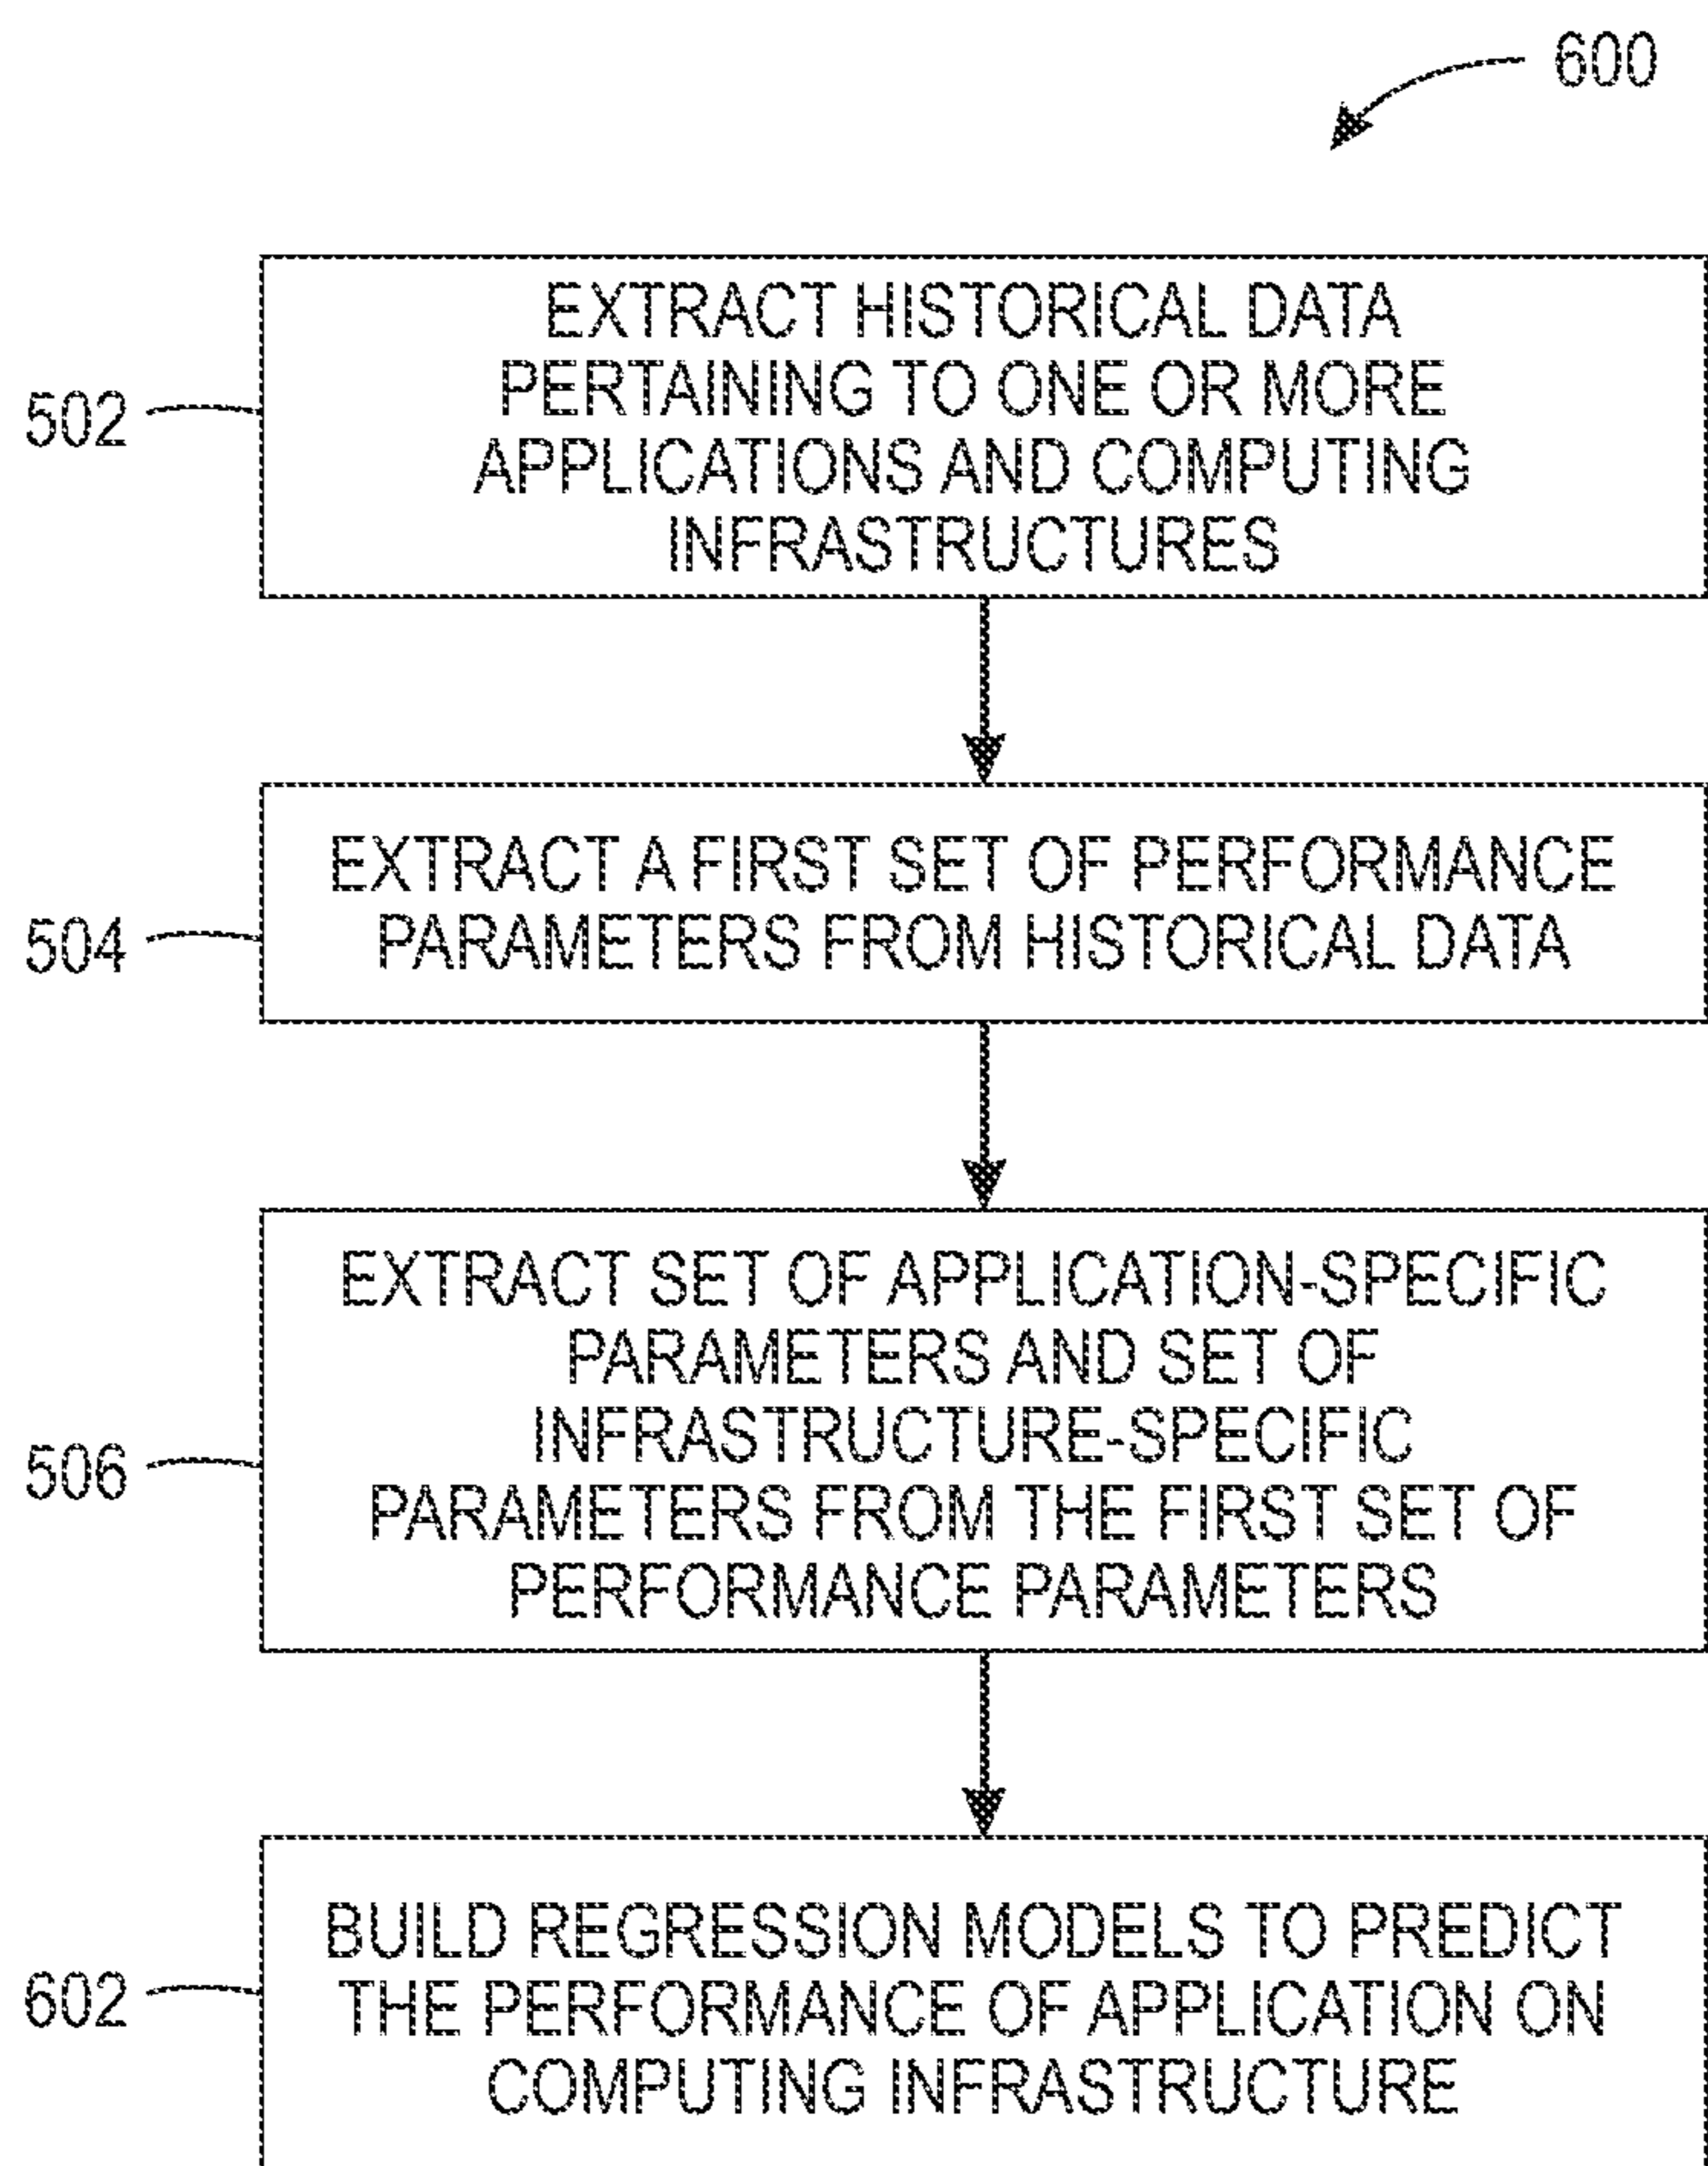 600
EXTRACT HISTORICAL DATA
PERTAINING TO ONE OR MORE
APPLICATIONS AND COMPUTING
INFRASTRUCTURES
502
EXTRACT A FIRST SET OF PERFORMANCE
PARAMETERS FROM HISTORICAL DATA
504
EXTRACT SET OF APPLICATION-SPECIFIC
PARAMETERS AND SET OF
INFRASTRUCTURE-SPECIFIC
PARAMETERS FROM THE FIRST SET OF
PERFORMANCE PARAMETERS
506
BUILD REGRESSION MODELS TO PREDICT
THE PERFORMANCE OF APPLICATION ON
COMPUTING INFRASTRUCTURE
602